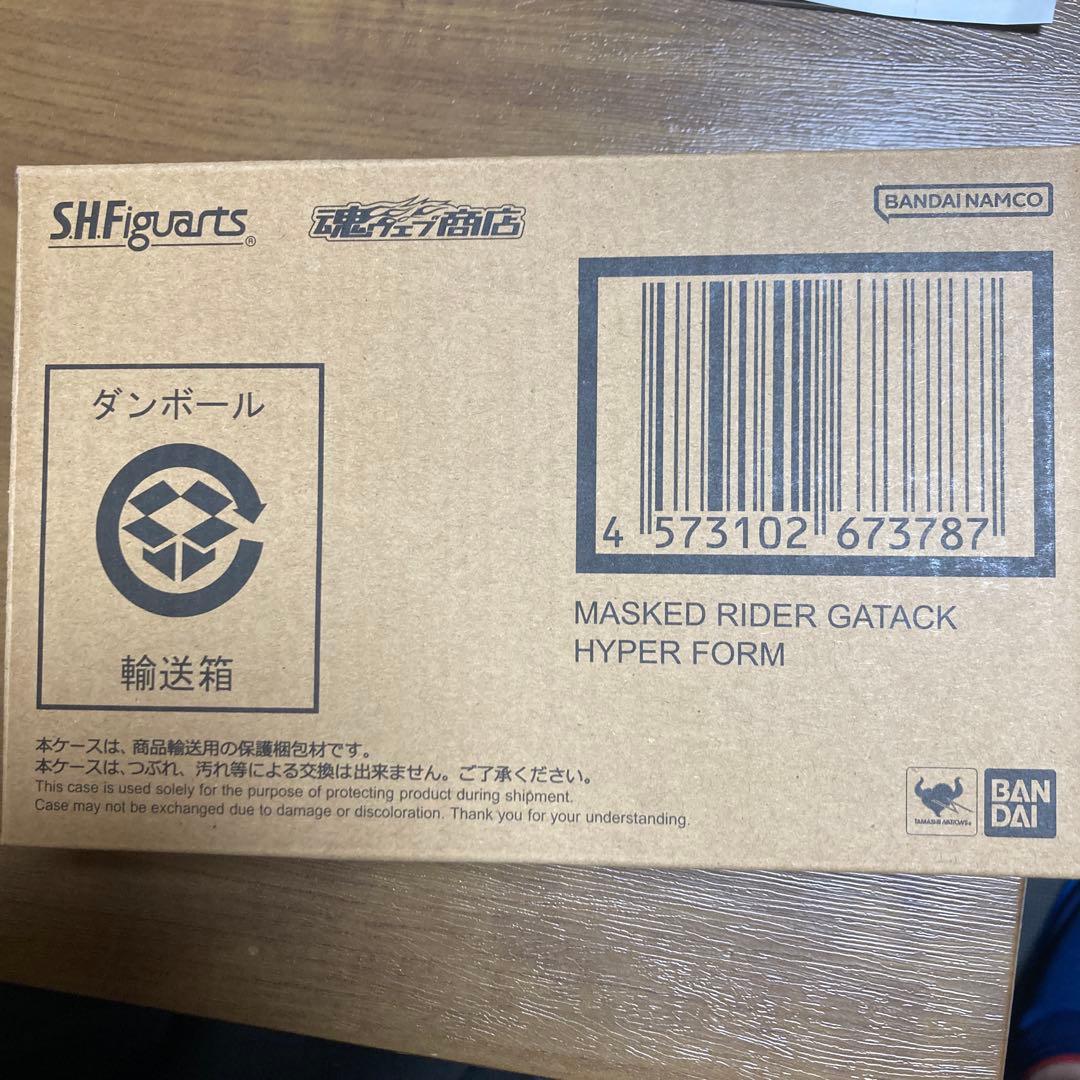 S.H.Figuarts®
魂ウェブ商店
BANDAI NAMCO
ダンボール
輸送箱
4 573102 673787
MASKED RIDER GATACK
HYPER FORM
本ケースは、商品輸送用の保護梱包材です。
本ケースは、つぶれ、汚れ等による交換は出来ません。ご了承ください。
This case is used solely for the purpose of protecting product during shipment.
Case may not be exchanged due to damage or discoloration. Thank you for your understanding.
TAMASHII NATIONS
BAN
DAI